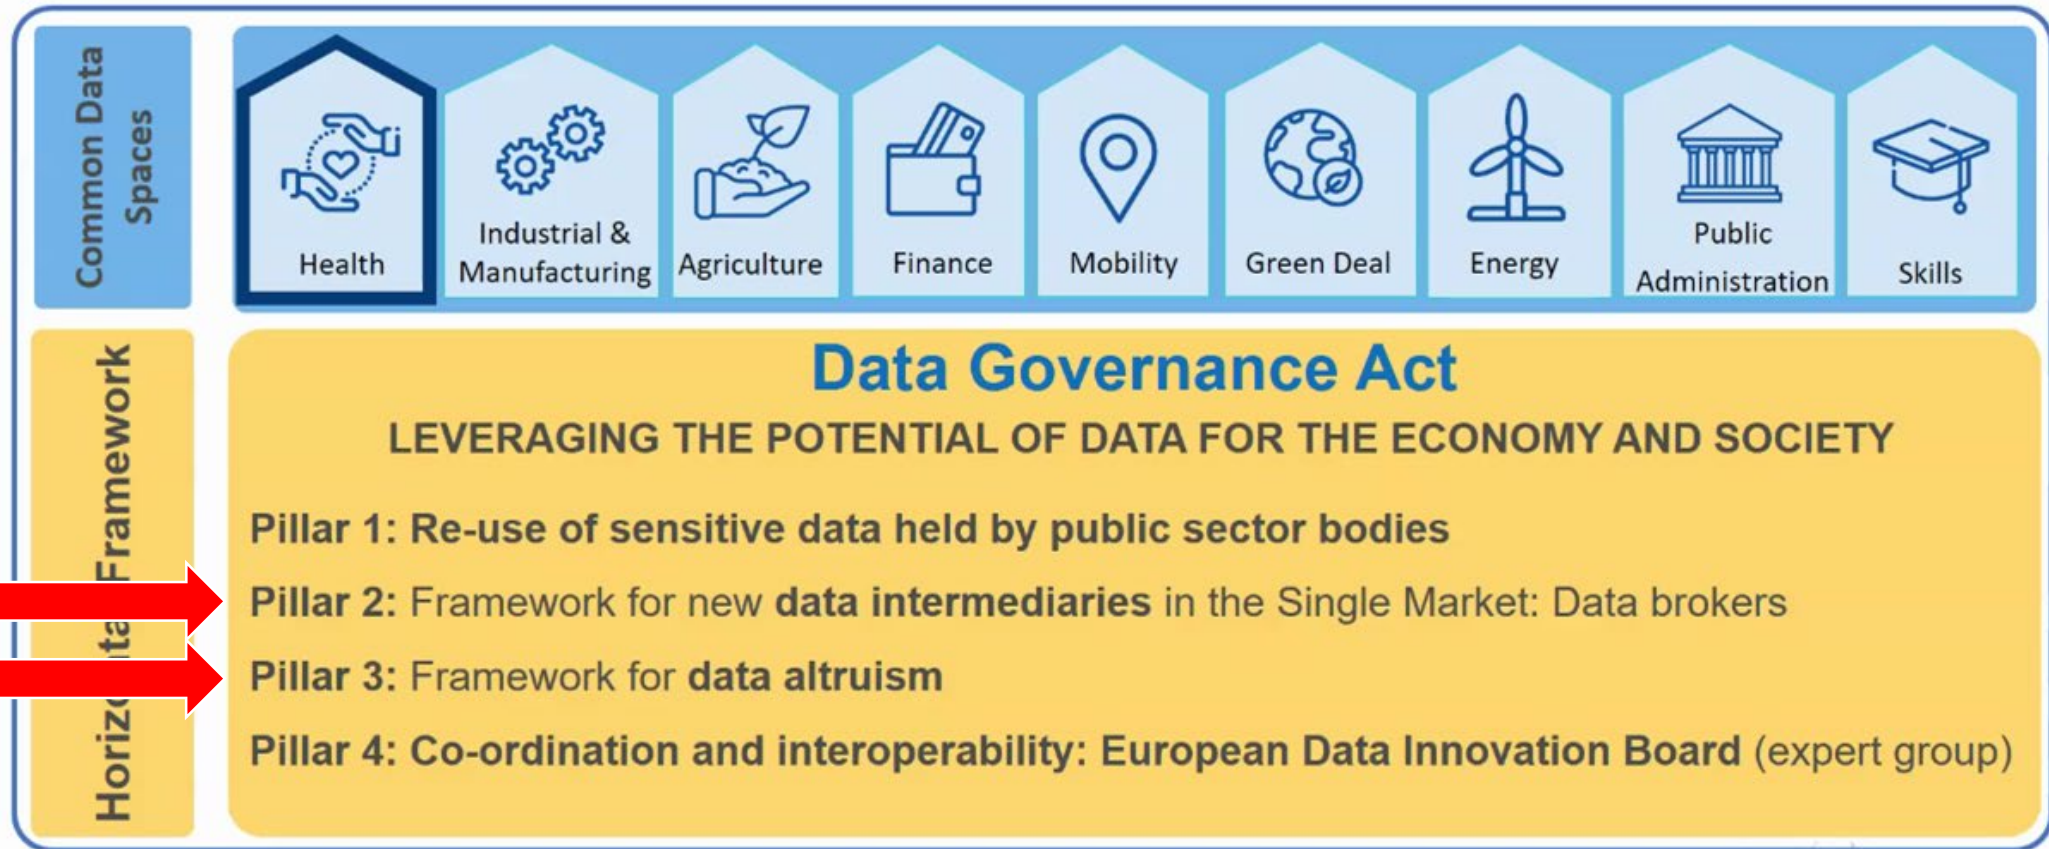 Common Data
Spaces
Health
Industrial &
Manufacturing
Agriculture
Finance
Mobility
Green Deal
Energy
Public
Administration
Skills
Framework
Data Governance Act
LEVERAGING THE POTENTIAL OF DATA FOR THE ECONOMY AND SOCIETY
Pillar 1: Re-use of sensitive data held by public sector bodies
Pillar 2: Framework for new data intermediaries in the Single Market: Data brokers
Pillar 3: Framework for data altruism
Pillar 4: Co-ordination and interoperability: European Data Innovation Board (expert group)